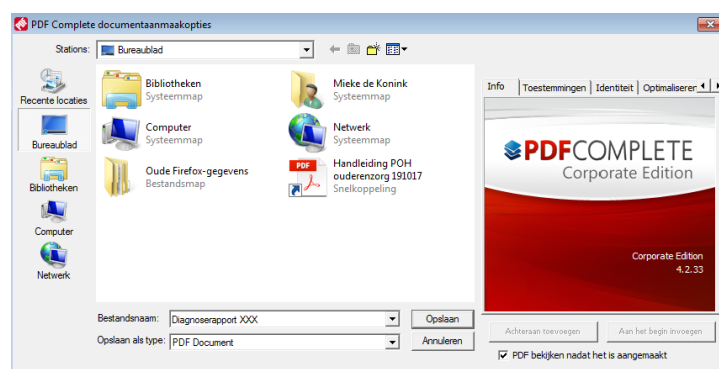 PDF Complete documentaanmaakopties
Stations:
Bureaublad
Recente locaties
Bureaublad
Bibliotheken
Computer
Netwerk
Bibliotheken
Systeemmap
Mieke de Konink
Systeemmap
Computer
Systeemmap
Netwerk
Systeemmap
Oude Firefox-gegevens
Bestandsmap
PDF
Handleiding POH
ouderenzorg 191017
Snelkoppeling
Bestandsnaam: Diagnoserapport XXX
Opslaan
Opslaan als type: PDF Document
Annuleren
Info Toestemmingen Identiteit Optimaliserer
PDFCOMPLETE
Corporate Edition
Corporate Edition
4.2.33
Achteraan toevoegen
Aan het begin invoegen
PDF bekijken nadat het is aangemaakt